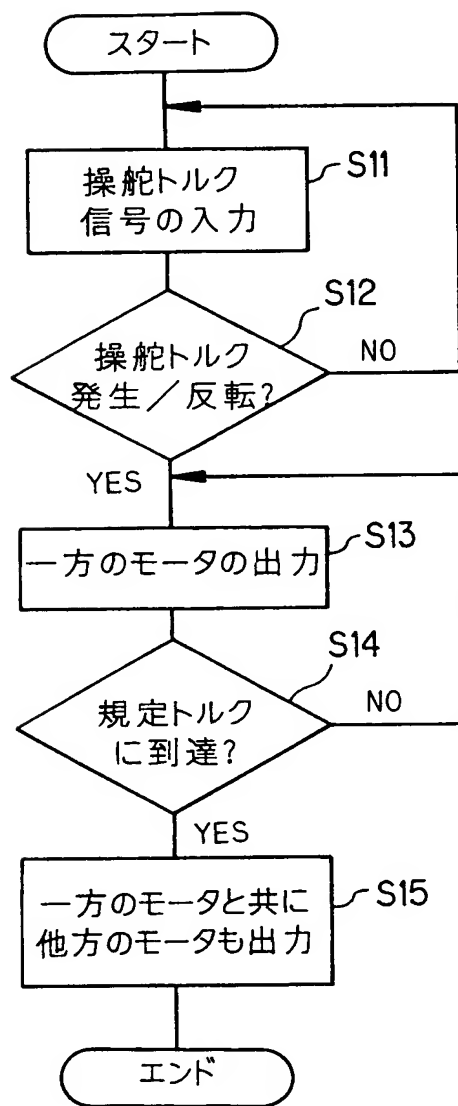 スタート
操舵トルク
信号の入力
S11
操舵トルク
発生／反転?
S12
NO
YES
一方のモータの出力
S13
規定トルク
に到達?
S14
NO
YES
一方のモータと共に
他方のモータも出力
S15
エンド